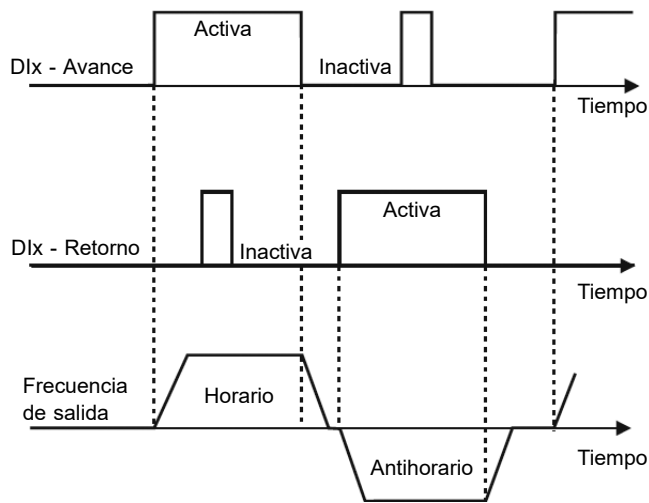 Activa
DIx - Avance
Inactiva
Tiempo
Activa
DIx - Retorno
Inactiva
Tiempo
Frecuencia
de salida
Horario
Antihorario
Tiempo